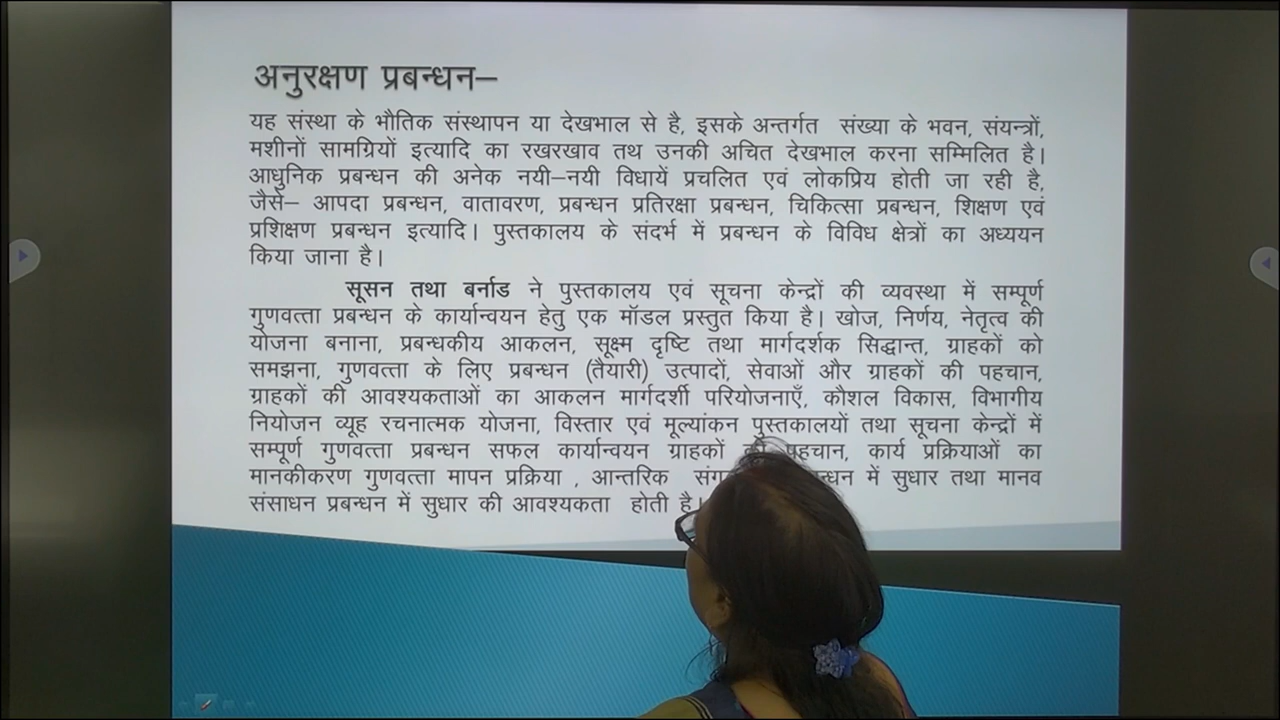 अनुरक्षण प्रबन्धन–
यह संस्था के भौतिक संस्थापन या देखभाल से है, इसके अन्तर्गत संख्या के भवन, संयन्त्रों,
मशीनों सामग्रियों इत्यादि का रखरखाव तथ उनकी अचित देखभाल करना सम्मिलित है।
आधुनिक प्रबन्धन की अनेक नयी–नयी विधायें प्रचलित एवं लोकप्रिय होती जा रही है,
जैसे– आपदा प्रबन्धन, वातावरण, प्रबन्धन प्रतिरक्षा प्रबन्धन, चिकित्सा प्रबन्धन, शिक्षण एवं
प्रशिक्षण प्रबन्धन इत्यादि। पुस्तकालय के संदर्भ में प्रबन्धन के विविध क्षेत्रों का अध्ययन
किया जाना है।
सूसन तथा बर्नाड ने पुस्तकालय एवं सूचना केन्द्रों की व्यवस्था में सम्पूर्ण
गुणवत्ता प्रबन्धन के कार्यान्वयन हेतु एक मॉडल प्रस्तुत किया है। खोज, निर्णय, नेतृत्व की
योजना बनाना, प्रबन्धकीय आकलन, सूक्ष्म दृष्टि तथा मार्गदर्शक सिद्धान्त, ग्राहकों को
समझना, गुणवत्ता के लिए प्रबन्धन (तैयारी) उत्पादों, सेवाओं और ग्राहकों की पहचान,
ग्राहकों की आवश्यकताओं का आकलन मार्गदर्शी परियोजनाएँ, कौशल विकास, विभागीय
नियोजन व्यूह रचनात्मक योजना, विस्तार एवं मूल्यांकन पुस्तकालयों तथा सूचना केन्द्रों में
सम्पूर्ण गुणवत्ता प्रबन्धन सफल कार्यान्वयन ग्राहकों की पहचान, कार्य प्रक्रियाओं का
मानकीकरण गुणवत्ता मापन प्रक्रिया , आन्तरिक में सुधार तथा मानव
संसाधन प्रबन्धन में सुधार की आवश्यकता होती है।